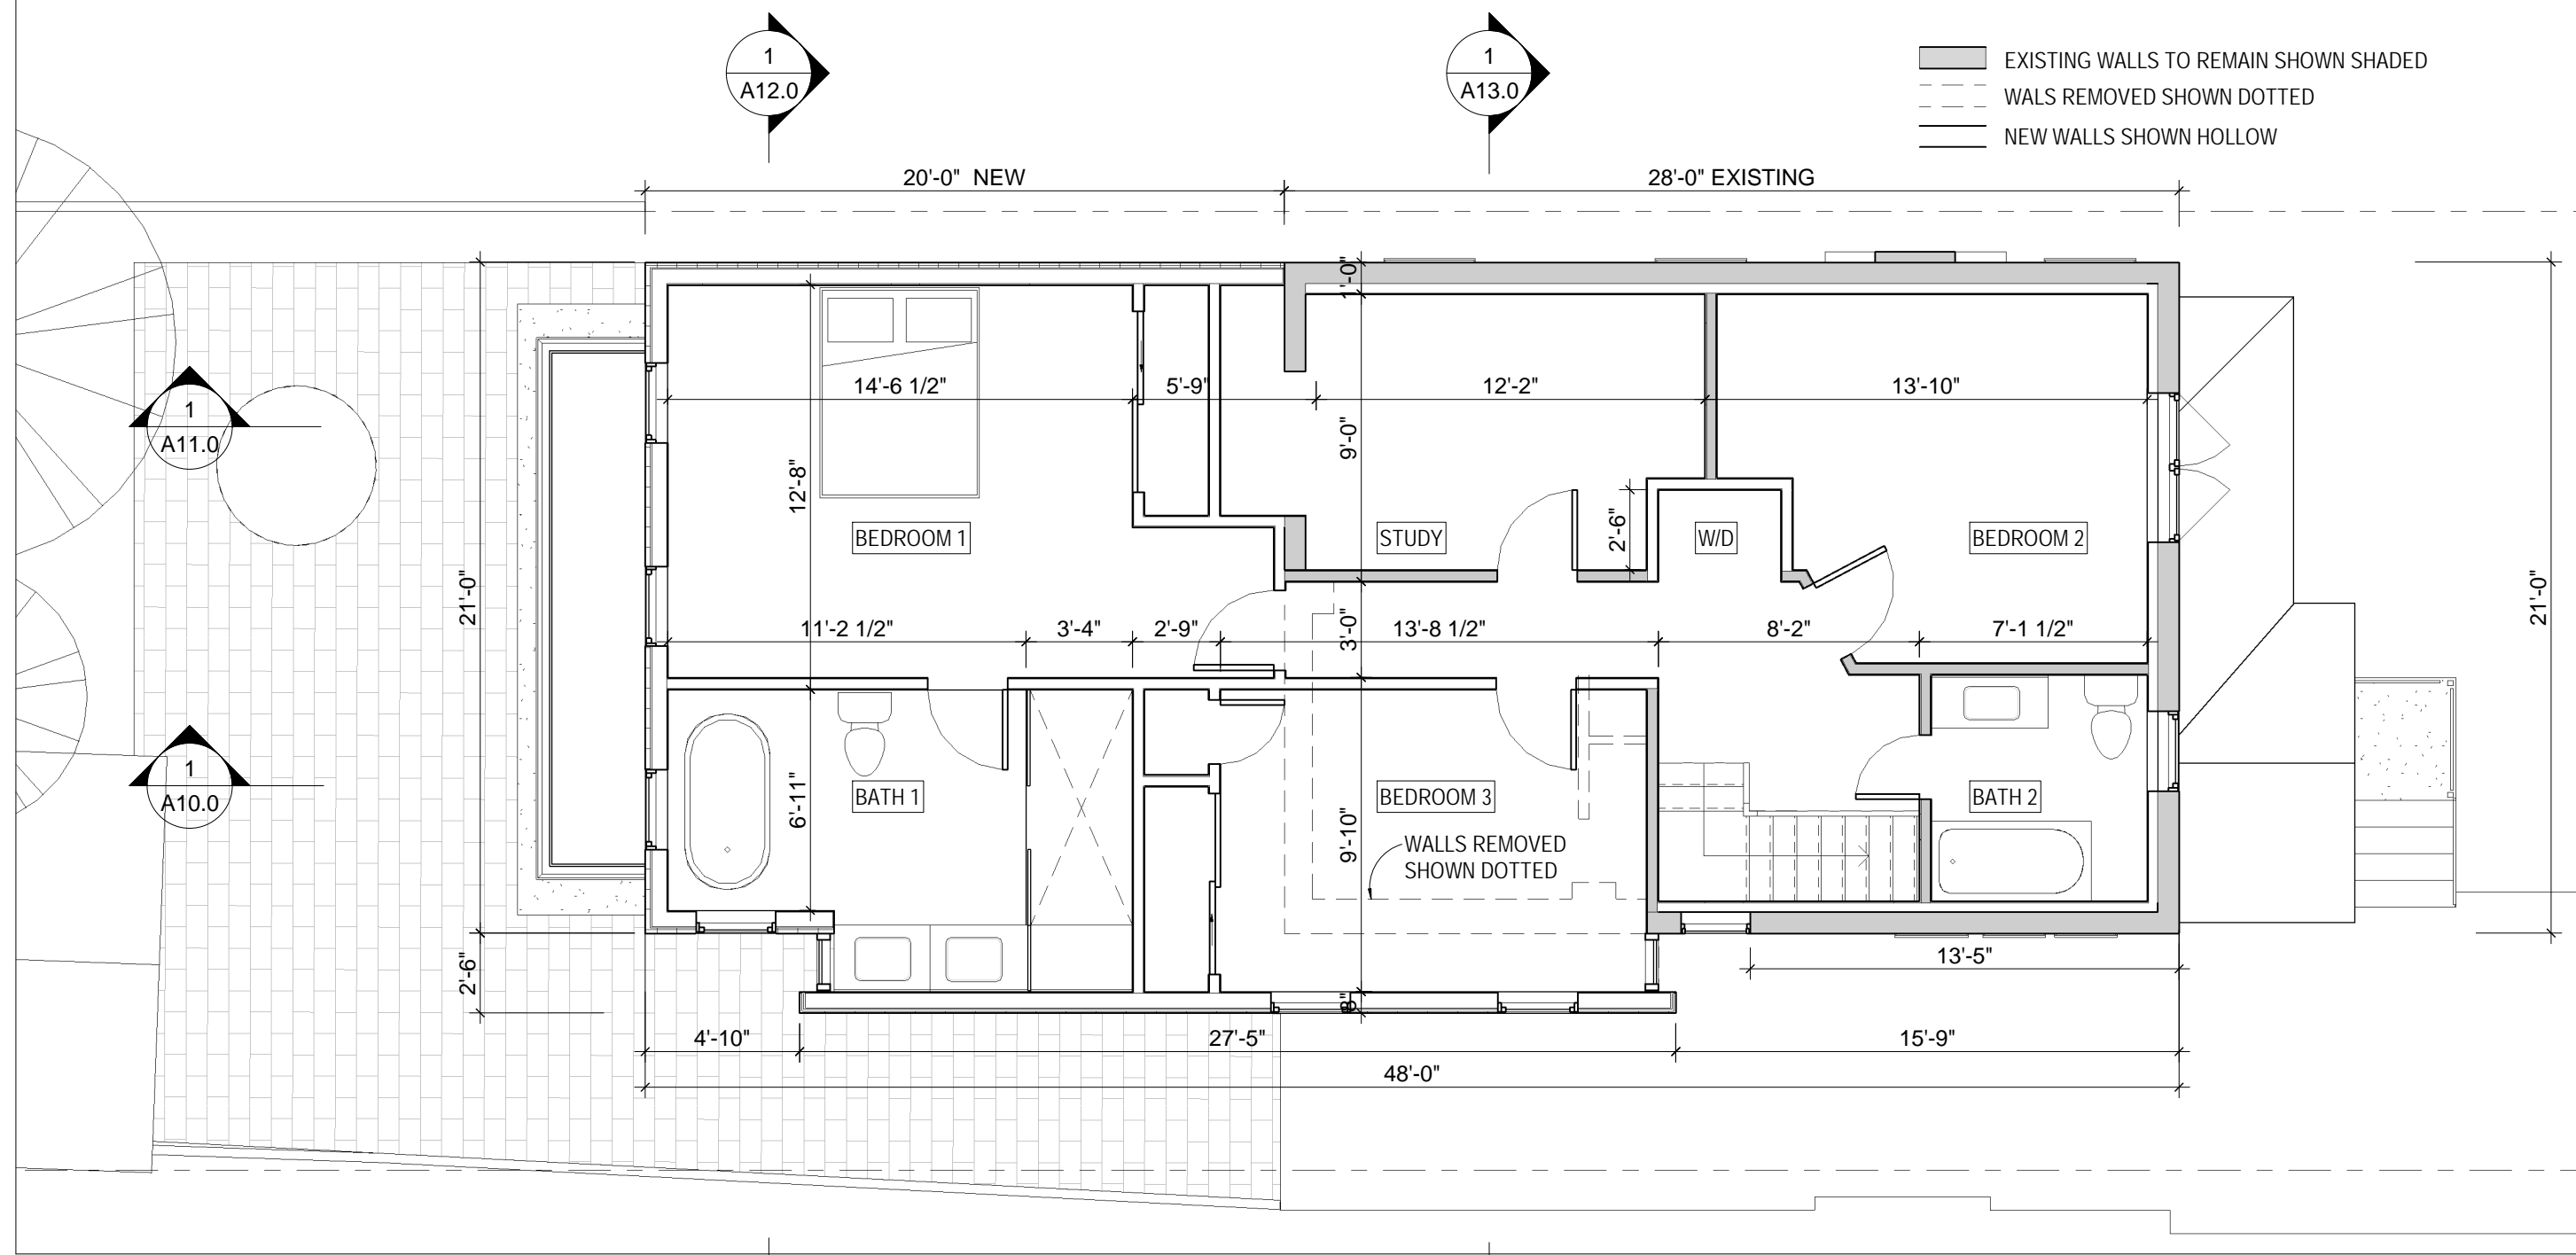 1
A12.0
1
A13.0
EXISTING WALLS TO REMAIN SHOWN SHADED
WALS REMOVED SHOWN DOTTED
NEW WALLS SHOWN HOLLOW
20'-0" NEW
28'-0" EXISTING
1'-0"
14'-6 1/2"
5'-9"
12'-2"
13'-10"
1
A11.0
9'-0"
12'-8"
2'-6"
BEDROOM 1
STUDY
W/D
BEDROOM 2
21'-0"
21'-0"
11'-2 1/2"
3'-4"
2'-9"
13'-8 1/2"
3'-0"
8'-2"
7'-1 1/2"
1
A10.0
6'-11"
BATH 1
BEDROOM 3
BATH 2
9'-10"
WALLS REMOVED
SHOWN DOTTED
2'-6"
13'-5"
4'-10"
27'-5"
15'-9"
48'-0"